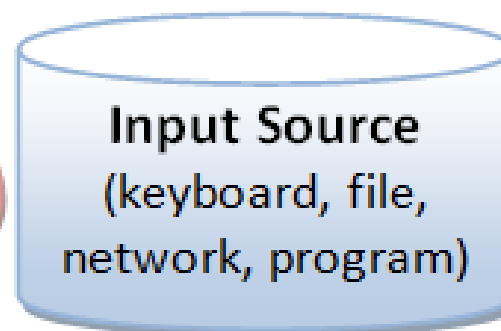 Input Source
(keyboard, file,
network, program)